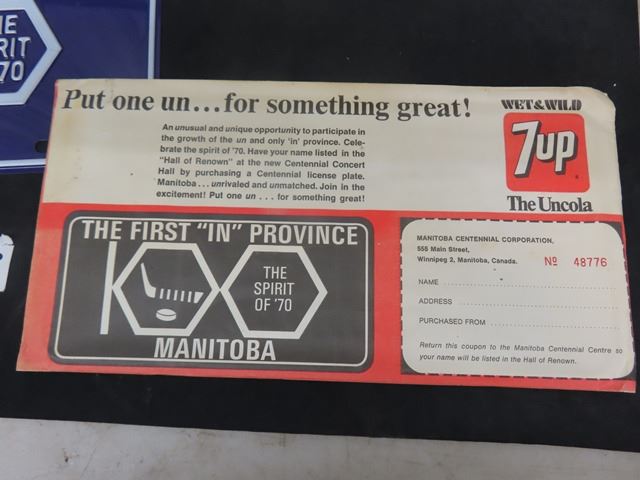 THE
SPIRIT
OF '70
Put one un...for something great!
WET & WILD
7up
The Uncola
An unusual and unique opportunity to participate in
the growth of the un and only 'in' province. Cele-
brate the spirit of '70. Have your name listed in the
"Hall of Renown" at the new Centennial Concert
Hall by purchasing a Centennial license plate.
Manitoba... unrivaled and unmatched. Join in the
excitement! Put one un . . . for something great!
THE FIRST "IN" PROVINCE
100
THE
SPIRIT
OF '70
MANITOBA
MANITOBA CENTENNIAL CORPORATION,
555 Main Street,
Winnipeg 2, Manitoba, Canada.
Nº 48776
NAME
ADDRESS
PURCHASED FROM
Return this coupon to the Manitoba Centennial Centre so
your name will be listed in the Hall of Renown.